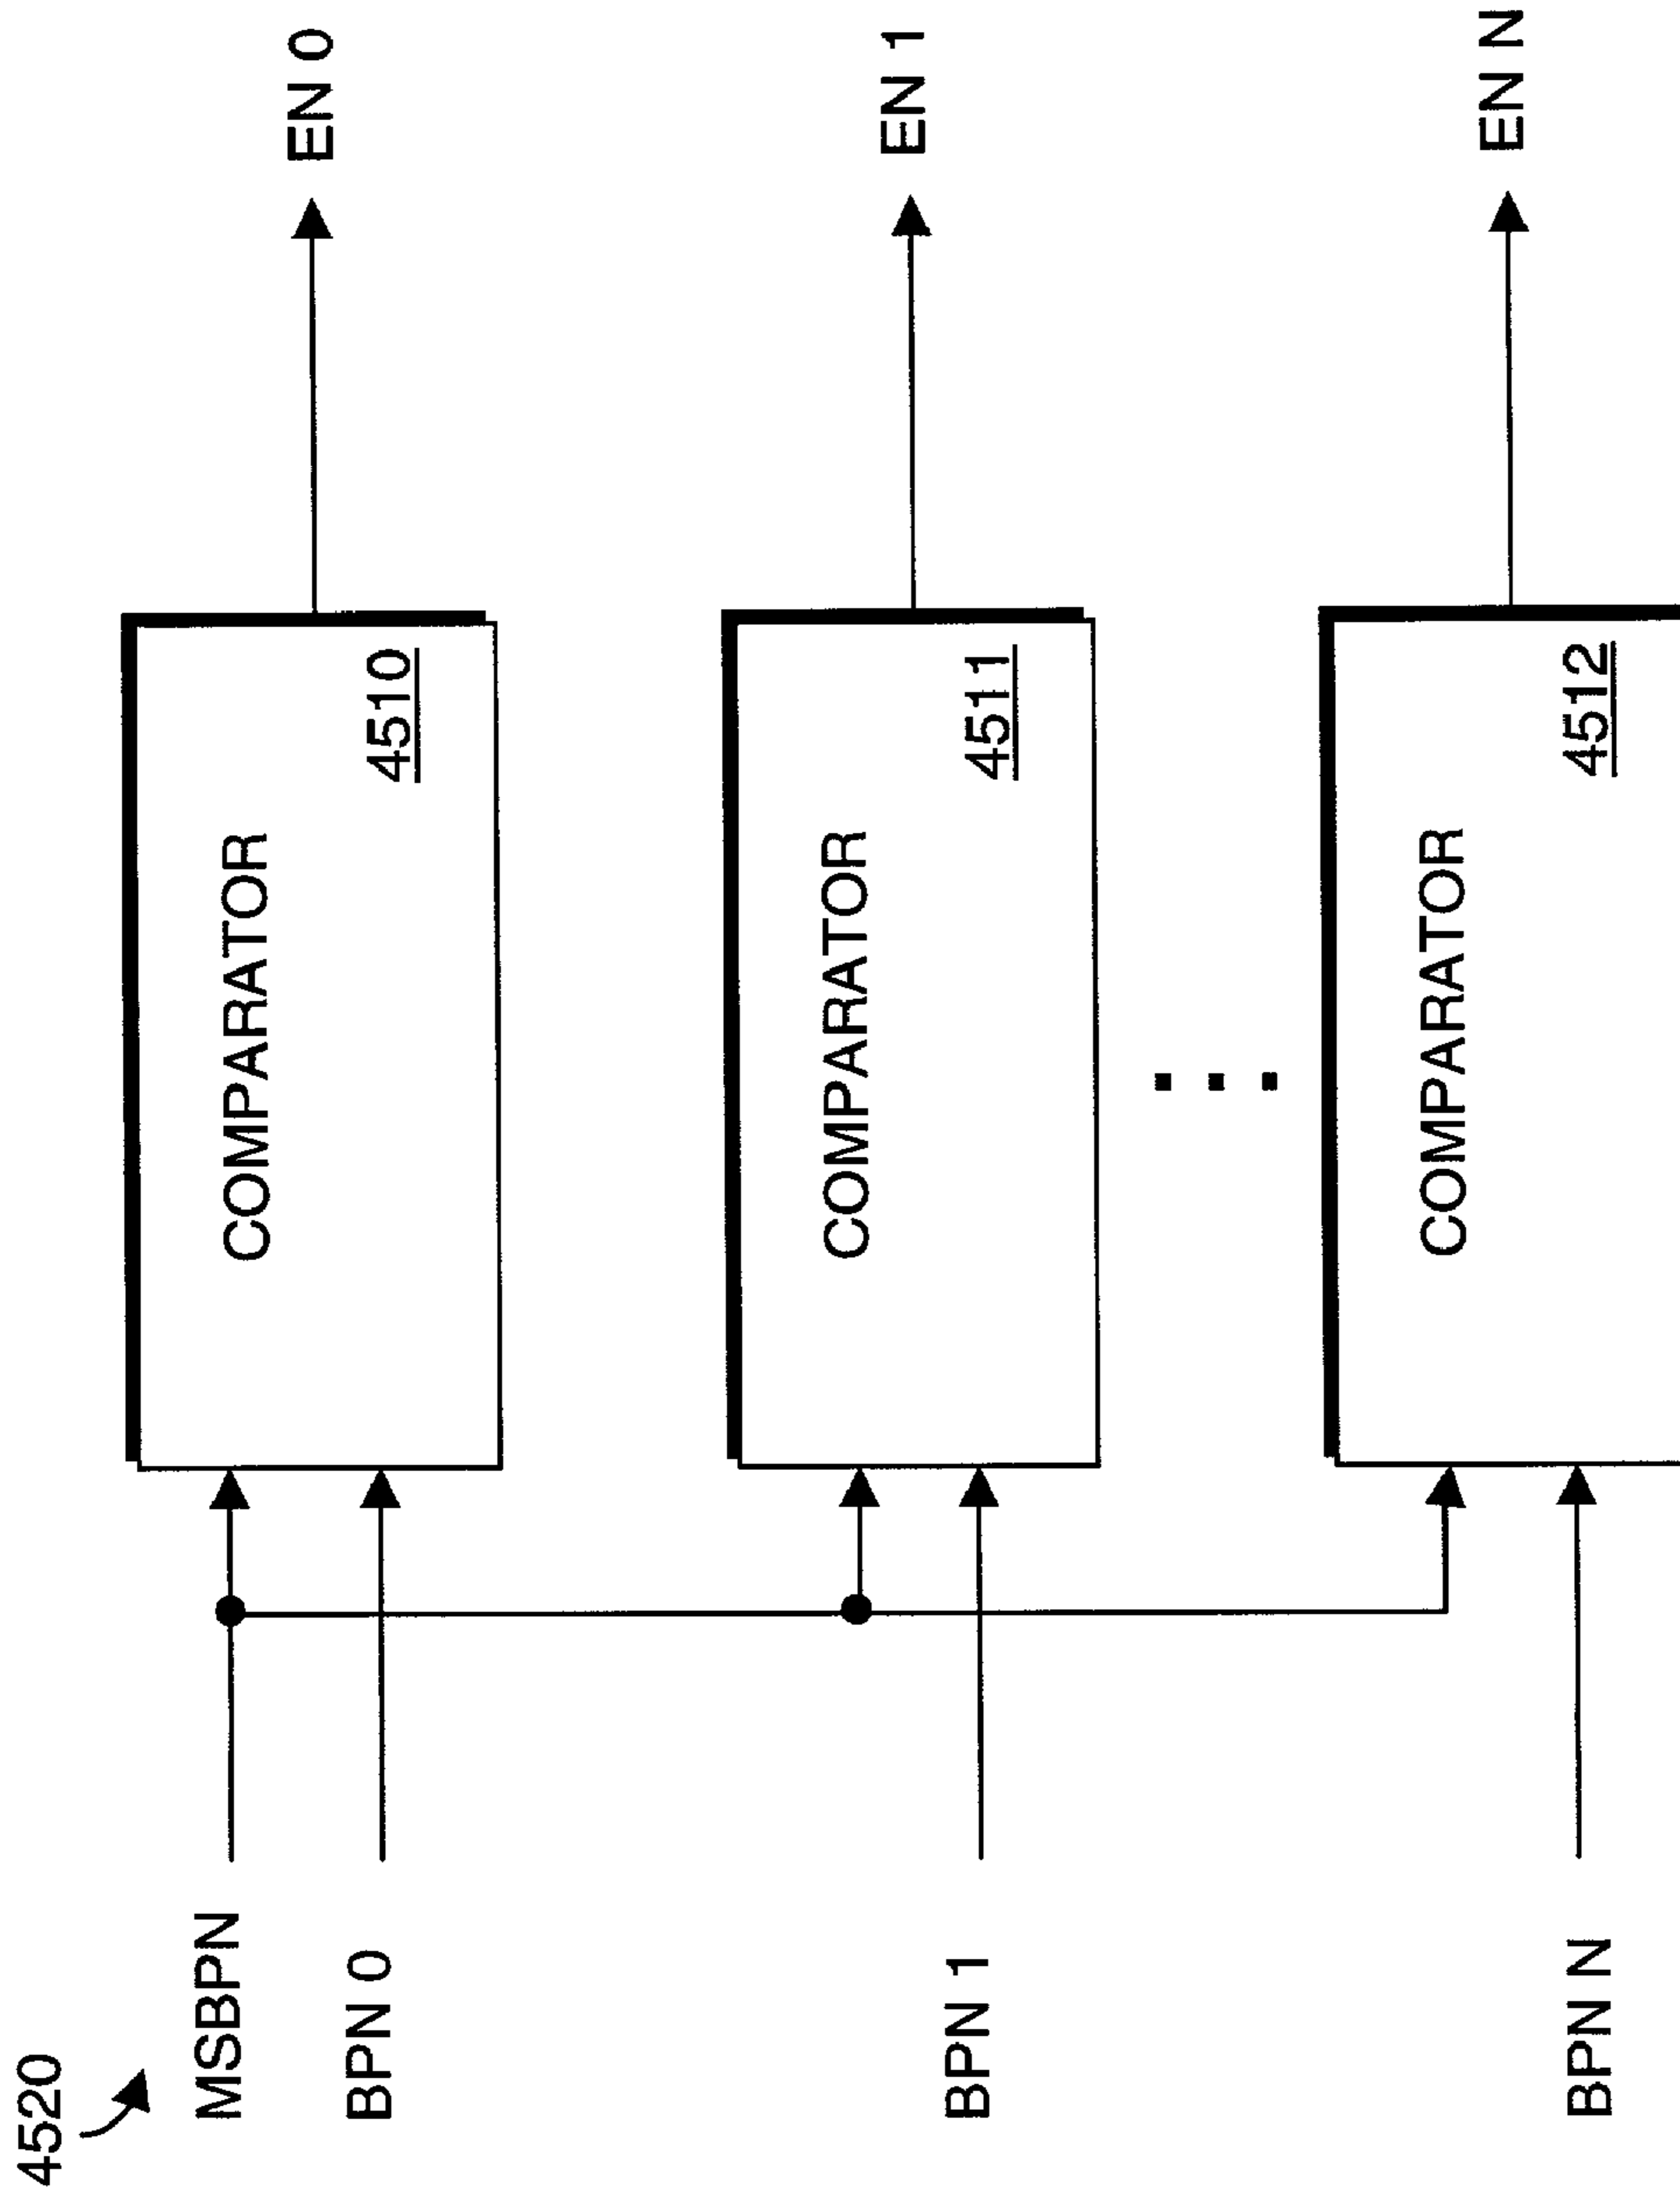 4520
MSBPN
BPN 0
COMPARATOR
4510
EN 0
BPN 1
COMPARATOR
4511
EN 1
BPN N
COMPARATOR
4512
EN N